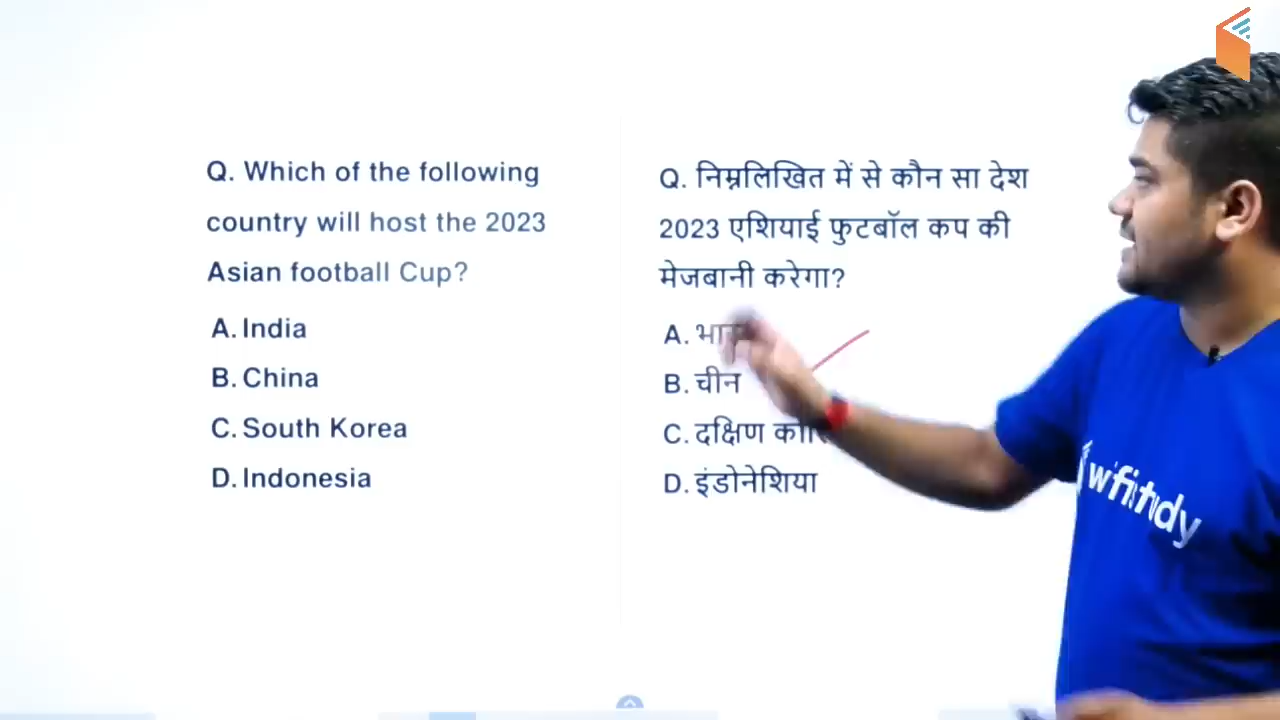 Q. Which of the following
country will host the 2023
Asian football Cup?
A. India
B. China
C. South Korea
D. Indonesia
Q. निम्नलिखित में से कौन सा देश
2023 एशियाई फुटबॉल कप की
मेजबानी करेगा?
A.
B. चीन
C. दक्षिण
D. इंडोनेशिया
wifistudy